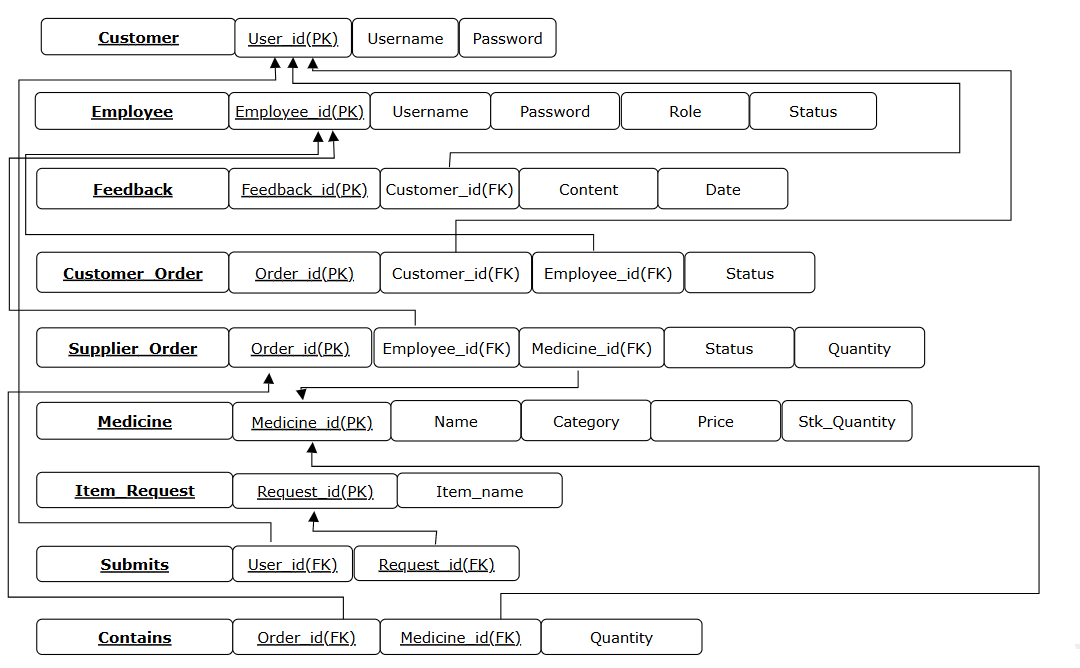 Customer User_id(PK) Username Password
Employee Employee_id(PK) Username Password Role Status
Feedback Feedback_id(PK) Customer_id(FK) Content Date
Customer_Order Order_id(PK) Customer_id(FK) Employee_id(FK) Status
Supplier_Order Order_id(PK) Employee_id(FK) Medicine_id(FK) Status Quantity
Medicine Medicine_id(PK) Name Category Price Stk_Quantity
Item_Request Request_id(PK) Item_name
Submits User_id(FK) Request_id(FK)
Contains Order_id(FK) Medicine_id(FK) Quantity